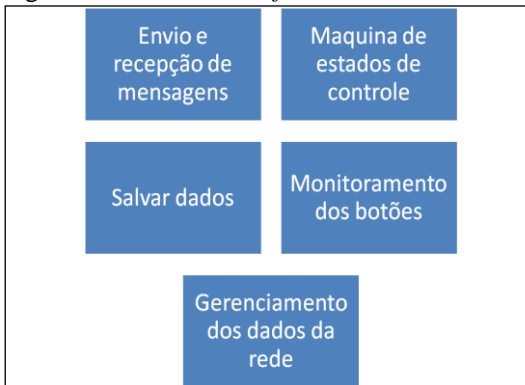 Envio e
recepção de
mensagens
Maquina de
estados de
controle
Salvar dados
Monitoramento
dos botões
Gerenciamento
dos dados da
rede